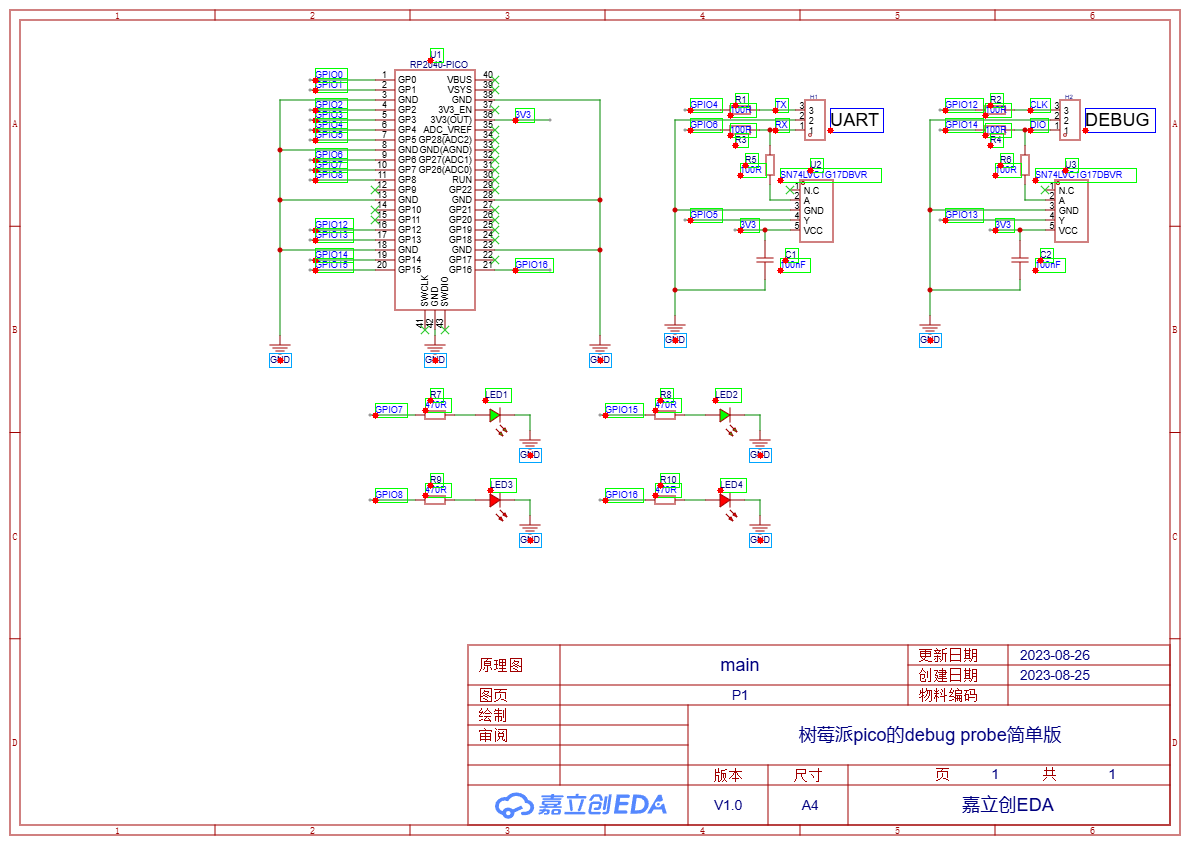 1 2 3 4 5 6
A
B
C
D
U1
RP2040-PICO
GPIO0 1 GP0 VBUS 40
GPIO1 2 GP1 VSYS 39
3 GND GND 38
GPIO2 4 GP2 3V3_EN 37
GPIO3 5 GP3 3V3(OUT) 36 3V3
GPIO4 6 GP4 ADC_VREF 35
GPIO5 7 GP5 GP28(ADC2) 34
8 GND GND(AGND) 33
GPIO6 9 GP6 GP27(ADC1) 32
GPIO7 10 GP7 GP26(ADC0) 31
GPIO8 11 GP8 RUN 30
12 GP9 GP22 29
13 GND GND 28
14 GP10 GP21 27
15 GP11 GP20 26
GPIO12 16 GP12 GP19 25
GPIO13 17 GP13 GP18 24
18 GND GND 23
GPIO14 19 GP14 GP17 22
GPIO15 20 GP15 GP16 21 GPIO16
SWCLK GND SWDIO
41 42 43
GND GND GND
GPIO4 R1 100R TX H1
3 3
2 2
1 1
UART
GPIO6 100R R3 RX
R5
100R
U2
SN74LVC1G17DBVR
1 N.C
2 A
3 GND
GPIO5 4 Y
3V3 5 VCC
C1
100nF
GND
GPIO12 R2 100R CLK H2
3 3
2 2
1 1
DEBUG
GPIO14 100R R4 DIO
R6
100R
U3
SN74LVC1G17DBVR
1 N.C
2 A
3 GND
GPIO13 4 Y
3V3 5 VCC
C2
100nF
GND
GPIO7 R7 470R LED1 GND
GPIO15 R8 470R LED2 GND
GPIO8 R9 470R LED3 GND
GPIO16 R10 470R LED4 GND
原理图 main 更新日期 2023-08-26
创建日期 2023-08-25
图页 P1 物料编码
绘制
审阅 树莓派pico的debug probe简单版
版本 尺寸 页 1 共 1
嘉立创EDA V1.0 A4 嘉立创EDA
A
B
C
D
1 2 3 4 5 6